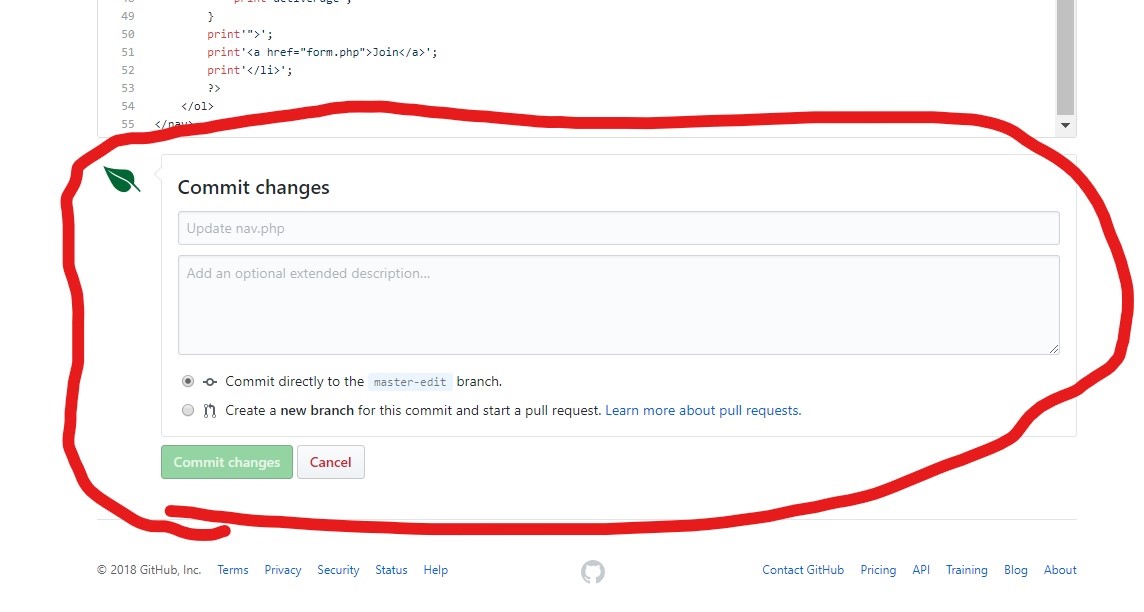 49 }
50 print'">';
51 print'<a href="form.php">Join</a>';
52 print'</li>';
53 ?>
54 </ol>
55 </nav>
Commit changes
Update nav.php
Add an optional extended description...
Commit directly to the master-edit branch.
Create a new branch for this commit and start a pull request. Learn more about pull requests.
Commit changes Cancel
© 2018 GitHub, Inc. Terms Privacy Security Status Help Contact GitHub Pricing API Training Blog About